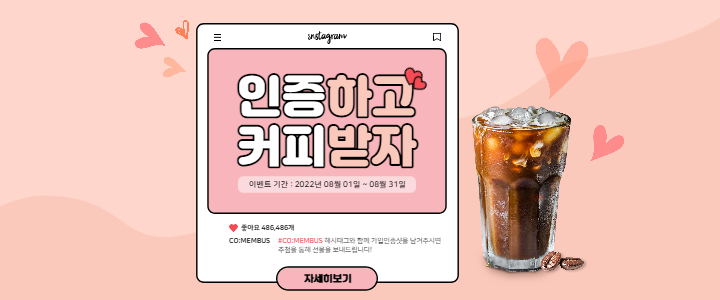 instagram
인증하고
커피받자
이벤트 기간 : 2022년 08월 01일 ~ 08월 31일
좋아요 486,486개
CO:MEMBUS #CO:MEMBUS 해시태그와 함께 가입인증샷을 남겨주시면
추첨을 통해 선물을 보내드립니다!
자세히보기